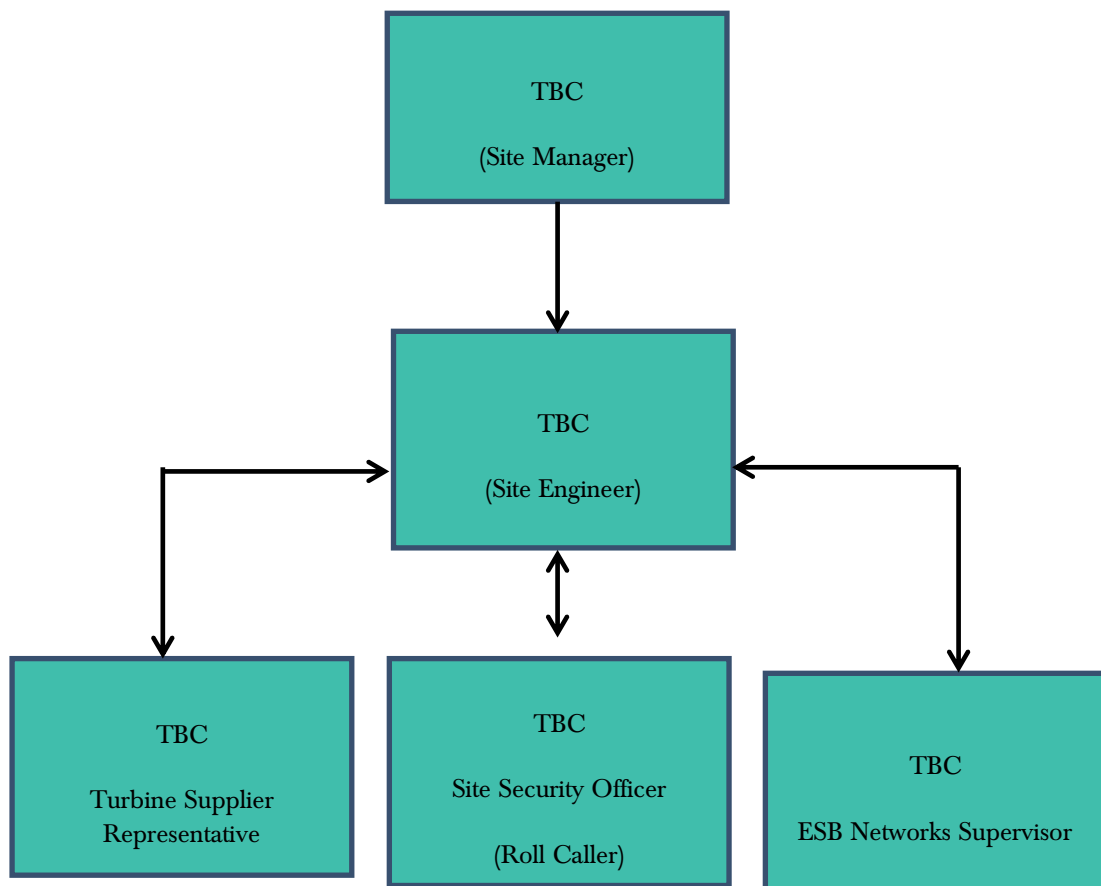 TBC
(Site Manager)
TBC
(Site Engineer)
TBC
Turbine Supplier
Representative
TBC
Site Security Officer
(Roll Caller)
TBC
ESB Networks Supervisor